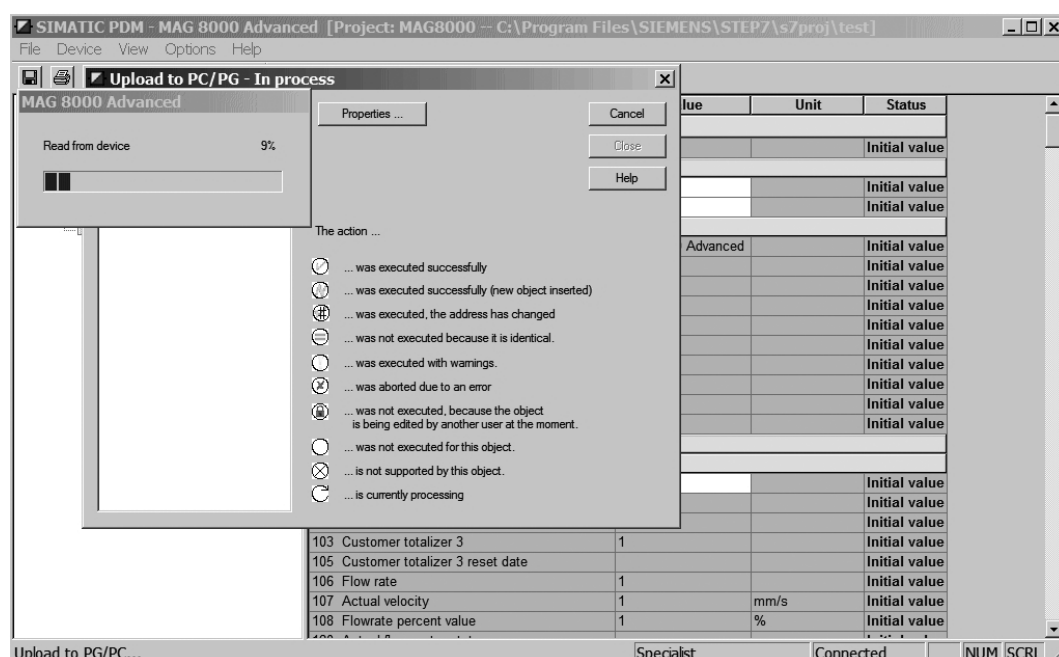 SIMATIC PDM - MAG 8000 Advanced [Project: MAG8000 -- C:\Program Files\SIEMENS\STEP7\s7proj\test]
File Device View Options Help
Upload to PC/PG - In process
MAG 8000 Advanced
Read from device 9%
Properties ...
Cancel
Close
Help
The action ...
... was executed successfully
... was executed successfully (new object inserted)
... was executed, the address has changed
... was not executed because it is identical.
... was executed with warnings.
... was aborted due to an error
... was not executed, because the object
is being edited by another user at the moment.
... was not executed for this object.
... is not supported by this object.
... is currently processing
lue Unit Status
Initial value
Initial value
Initial value
Advanced Initial value
Initial value
Initial value
Initial value
Initial value
Initial value
Initial value
Initial value
Initial value
Initial value
Initial value
Initial value
Initial value
103 Customer totalizer 3 1 Initial value
105 Customer totalizer 3 reset date Initial value
106 Flow rate 1 Initial value
107 Actual velocity 1 mm/s Initial value
108 Flowrate percent value 1 % Initial value
Upload to PG/PC... Specialist Connected NUM SCRL